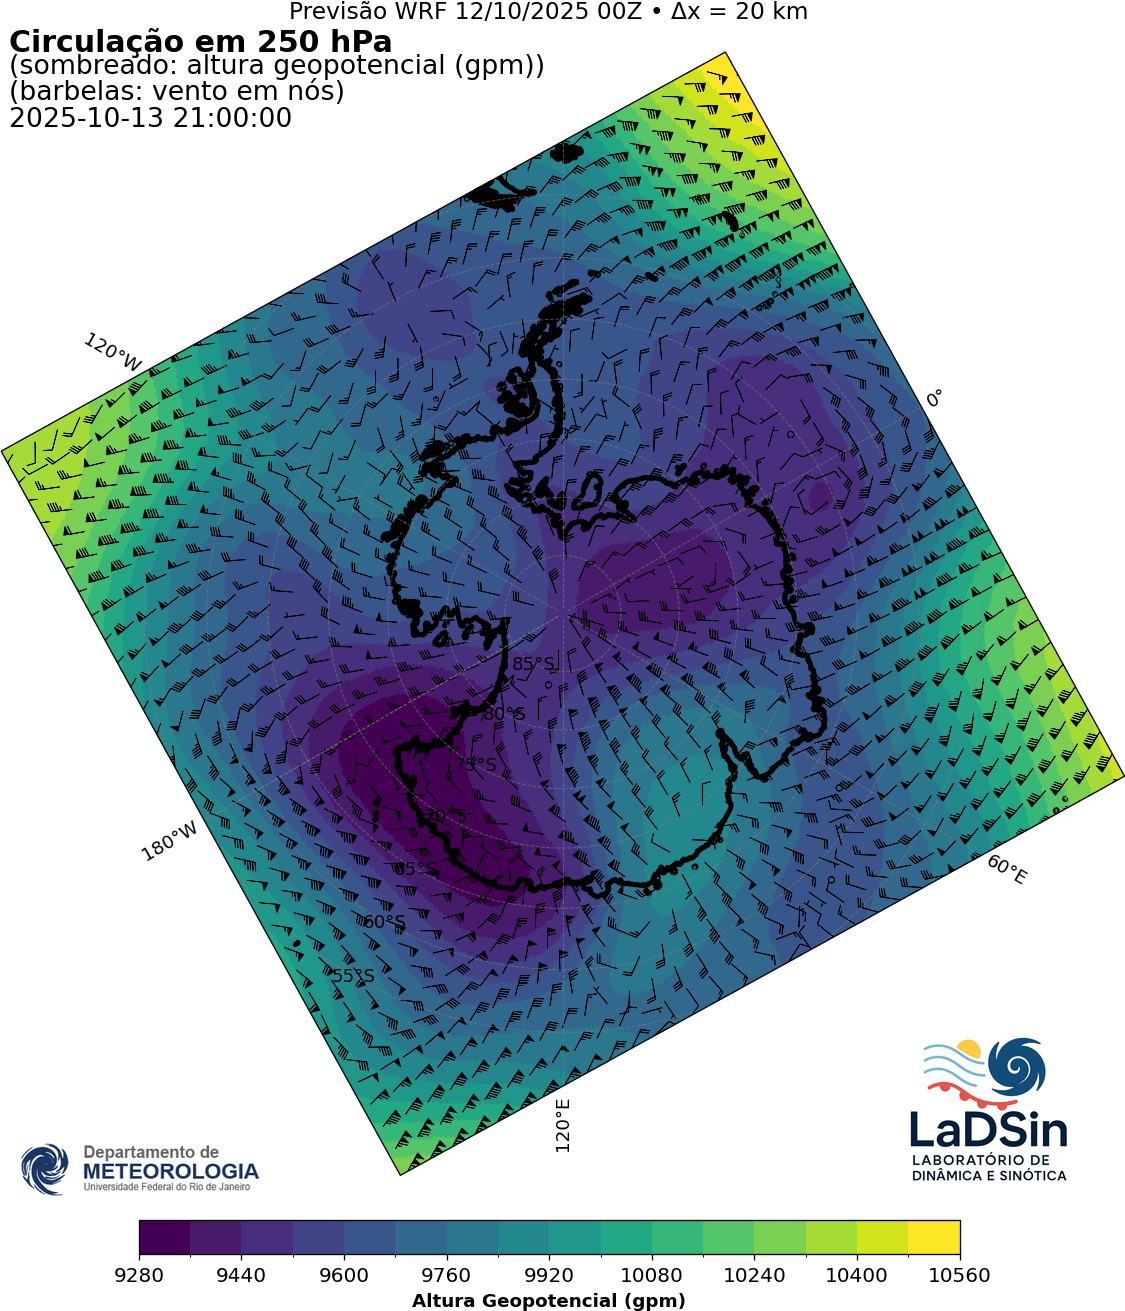 Previsão WRF 12/10/2025 00Z • Δx = 20 km
Circulação em 250 hPa
(sombreado: altura geopotencial (gpm))
(barbelas: vento em nós)
2025-10-13 21:00:00
120°W
0°
85°S
80°S
75°S
70°S
65°S
180°W
60°E
60°S
55°S
120°E
LaDSin
LABORATÓRIO DE
DINÂMICA E SINÓTICA
Departamento de
METEOROLOGIA
Universidade Federal do Rio de Janeiro
9280 9440 9600 9760 9920 10080 10240 10400 10560
Altura Geopotencial (gpm)